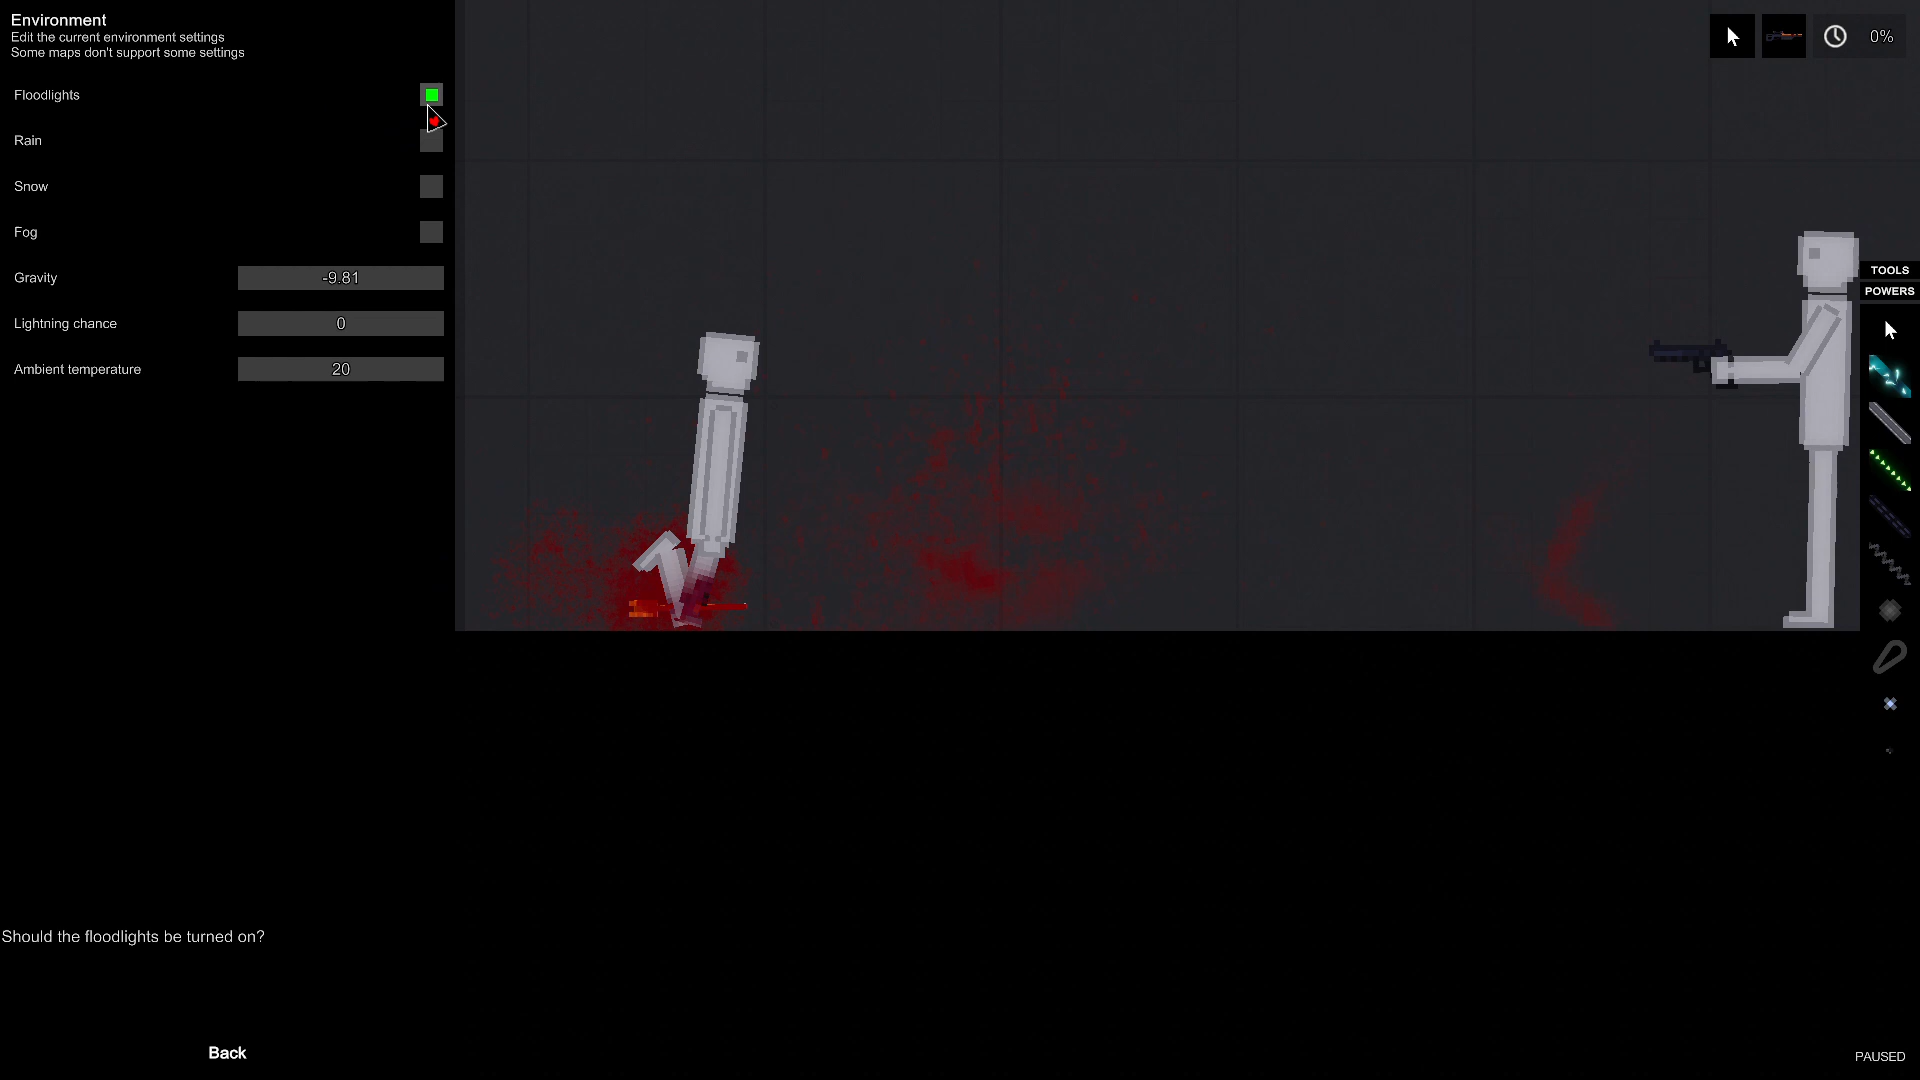 Environment
Edit the current environment settings
Some maps don't support some settings
0%
Floodlights
Rain
Snow
Fog
Gravity
-9.81
TOOLS
POWERS
Lightning chance
0
Ambient temperature
20
Should the floodlights be turned on?
Back
PAUSED